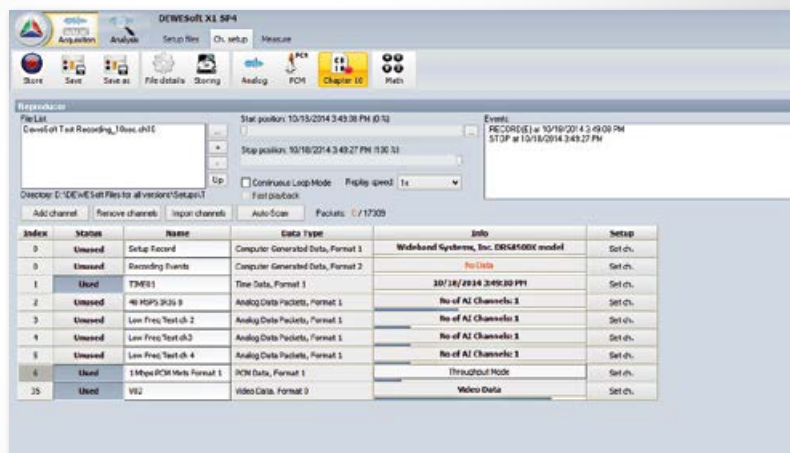 DEWESoft X1 SP4
Acquisition Analysis Setup files Ch. setup Measure
Store Save Save as File details Storing Analog PCM Chapter 10 Math
Reproducer
File List
DeweSoft Test Recording_10sec.ch10
Start position: 10/18/2014 3:49:08 PM (0 %)
Stop position: 10/18/2014 3:49:27 PM (100 %)
Events
RECORD(E) at 10/18/2014 3:49:08 PM
STOP at 10/18/2014 3:49:27 PM
... + - Up
Continuous Loop Mode Replay speed: 1x
Fast playback
Directory: D:\DEWESoft Files for all versions\Setups\T
Add channel Remove channels Import channels Auto Scan Packets: 0 / 17309
Index Status Name Data Type Info Setup
0 Unused Setup Record Computer Generated Data, Format 1 Wideband Systems, Inc. DRS8500X model Set ch.
0 Unused Recording Events Computer Generated Data, Format 2 No Data Set ch.
1 Used TIME01 Time Data, Format 1 10/18/2014 3:49:10 PM Set ch.
2 Unused 40 MSPS IRIG B Analog Data Packets, Format 1 No of AI Channels: 1 Set ch.
3 Unused Low Freq Test ch 2 Analog Data Packets, Format 1 No of AI Channels: 1 Set ch.
4 Unused Low Freq Test ch3 Analog Data Packets, Format 1 No of AI Channels: 1 Set ch.
5 Unused Low Freq Test ch 4 Analog Data Packets, Format 1 No of AI Channels: 1 Set ch.
6 Used 1 Mbps PCM Mets Format 1 PCM Data, Format 1 Throughput Mode Set ch.
35 Used V02 Video Data, Format 0 Video Data Set ch.